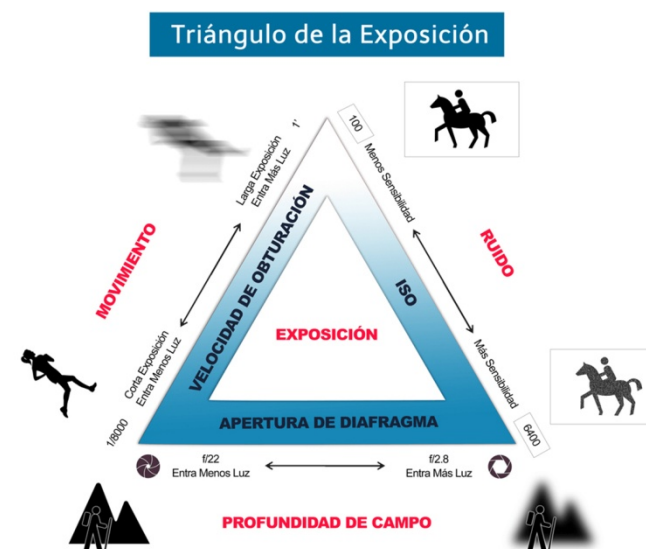 Triángulo de la Exposición
1'
100
Larga Exposición
Entra Más Luz
Menos Sensibilidad
MOVIMIENTO
VELOCIDAD DE OBTURACIÓN
ISO
RUIDO
EXPOSICIÓN
Corta Exposición
Entra Menos Luz
Más Sensibilidad
1/8000
6400
APERTURA DE DIAFRAGMA
f/22
Entra Menos Luz
f/2.8
Entra Más Luz
PROFUNDIDAD DE CAMPO